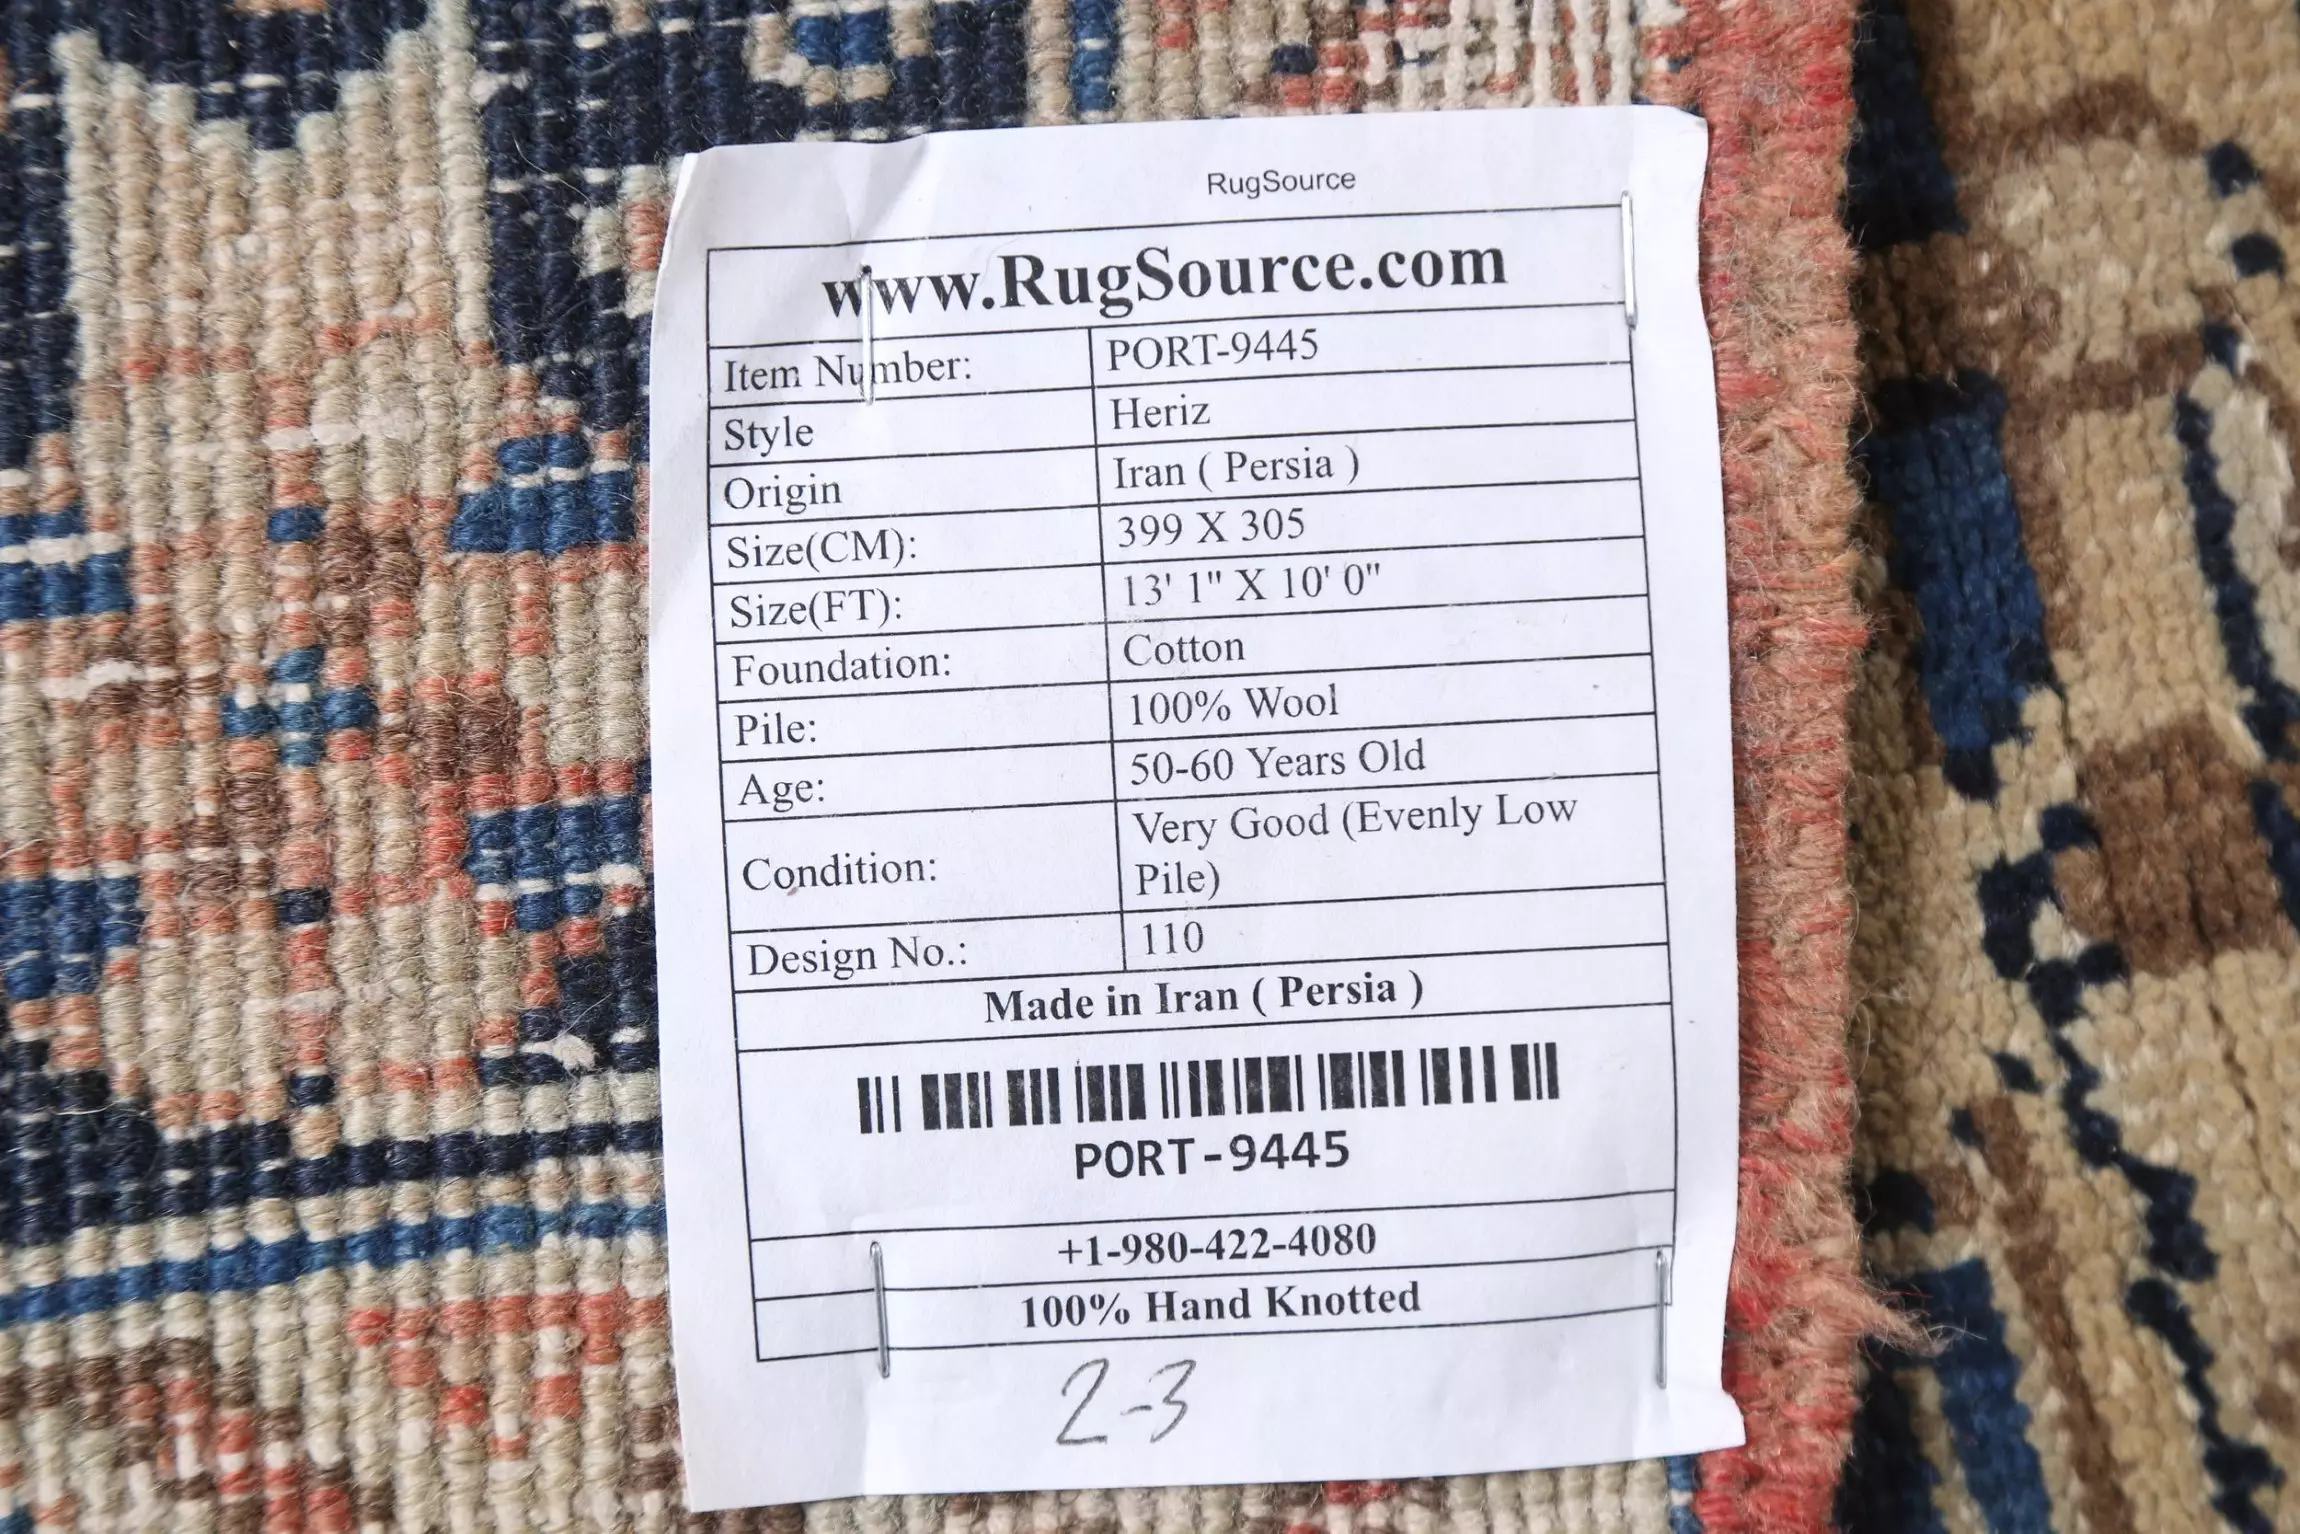 RugSource
www.RugSource.com
Item Number: PORT-9445
Style Heriz
Origin Iran ( Persia )
Size(CM): 399 X 305
Size(FT): 13' 1" X 10' 0"
Foundation: Cotton
Pile: 100% Wool
Age: 50-60 Years Old
Condition: Very Good (Evenly Low
Pile)
Design No.: 110
Made in Iran ( Persia )
PORT-9445
+1-980-422-4080
100% Hand Knotted
2-3